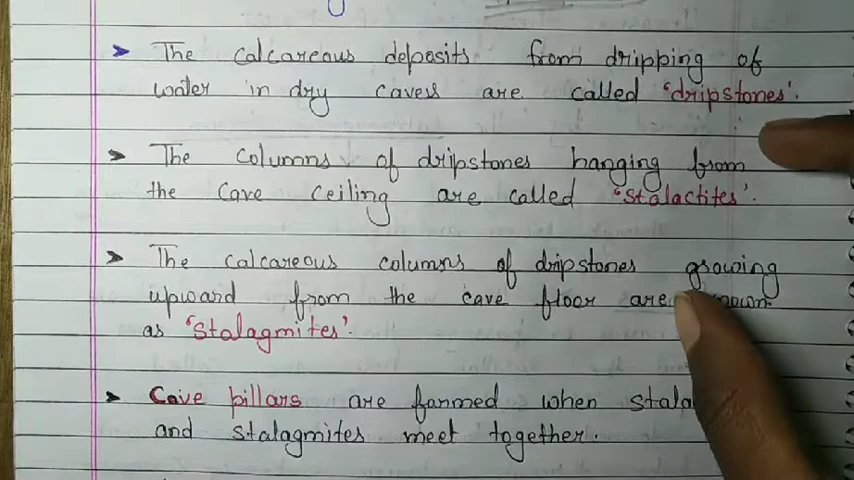 ➤ The calcareous deposits from dripping of
water in dry caves are called 'dripstones'.
➤ The columns of dripstones hanging from
the cave ceiling are called 'stalactites'.
➤ The calcareous columns of dripstones growing
upward from the cave floor are
as 'Stalagmites'.
➤ Cave pillars are formed when
and stalagmites meet together.